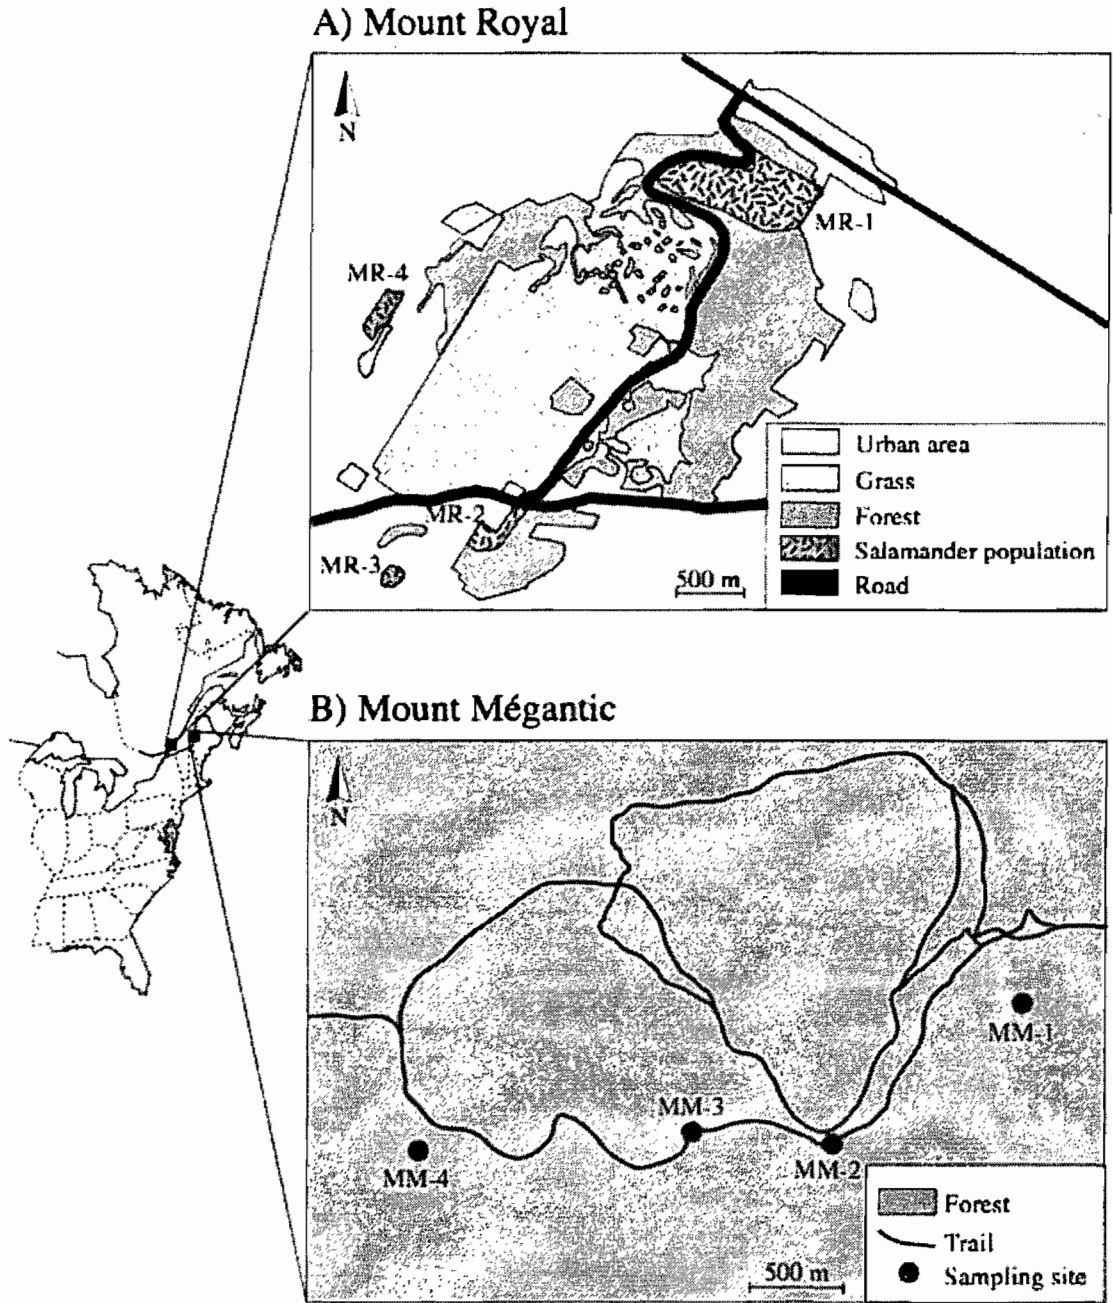 A) Mount Royal
N
MR-1
MR-4
MR-2
MR-3
500 m
Urban area
Grass
Forest
Salamander population
Road
B) Mount Mégantic
N
MM-1
MM-3
MM-2
MM-4
500 m
Forest
Trail
Sampling site